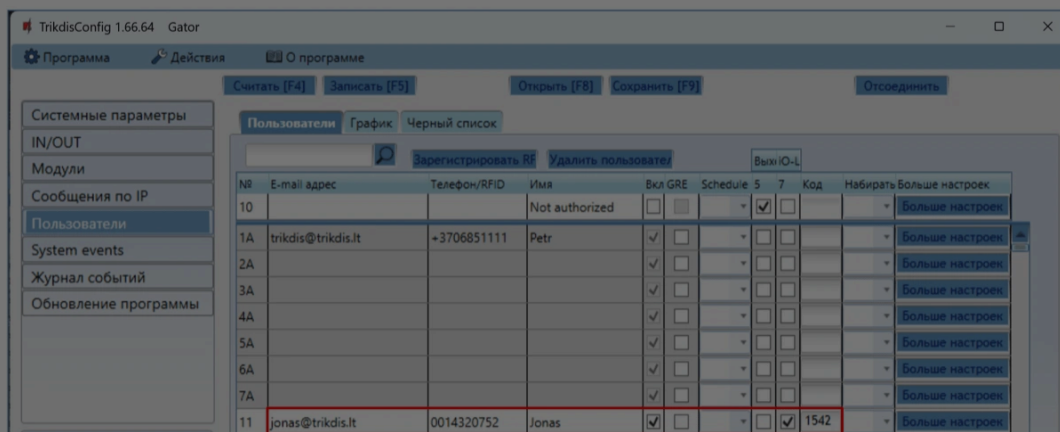 TrikdisConfig 1.66.64 Gator
Программа Действия О программе
Считать [F4] Записать [F5] Открыть [F8] Сохранить [F9] Отсоединить
Системные параметры
IN/OUT
Модули
Сообщения по IP
Пользователи
System events
Журнал событий
Обновление программы
Пользователи График Черный список
Зарегистрировать RF Удалить пользовател
Вых iO-L
№ E-mail адрес Телефон/RFID Имя Вкл GRE Schedule 5 7 Код Набирать Больше настроек
10 Not authorized Больше настроек
1A trikdis@trikdis.lt +3706851111 Petr Больше настроек
2A Больше настроек
3A Больше настроек
4A Больше настроек
5A Больше настроек
6A Больше настроек
7A Больше настроек
11 jonas@trikdis.lt 0014320752 Jonas 1542 Больше настроек